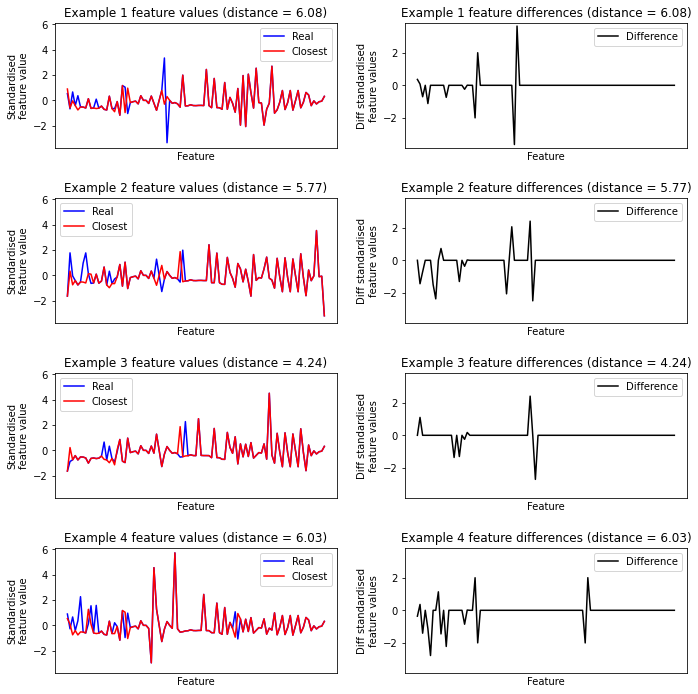 Example 1 feature values (distance = 6.08)
Standardised
feature value
6
4
2
0
−2
Real
Closest
Feature
Example 1 feature differences (distance = 6.08)
Diff standardised
feature values
2
0
−2
Difference
Feature
Example 2 feature values (distance = 5.77)
Standardised
feature value
6
4
2
0
−2
Real
Closest
Feature
Example 2 feature differences (distance = 5.77)
Diff standardised
feature values
2
0
−2
Difference
Feature
Example 3 feature values (distance = 4.24)
Standardised
feature value
6
4
2
0
−2
Real
Closest
Feature
Example 3 feature differences (distance = 4.24)
Diff standardised
feature values
2
0
−2
Difference
Feature
Example 4 feature values (distance = 6.03)
Standardised
feature value
6
4
2
0
−2
Real
Closest
Feature
Example 4 feature differences (distance = 6.03)
Diff standardised
feature values
2
0
−2
Difference
Feature